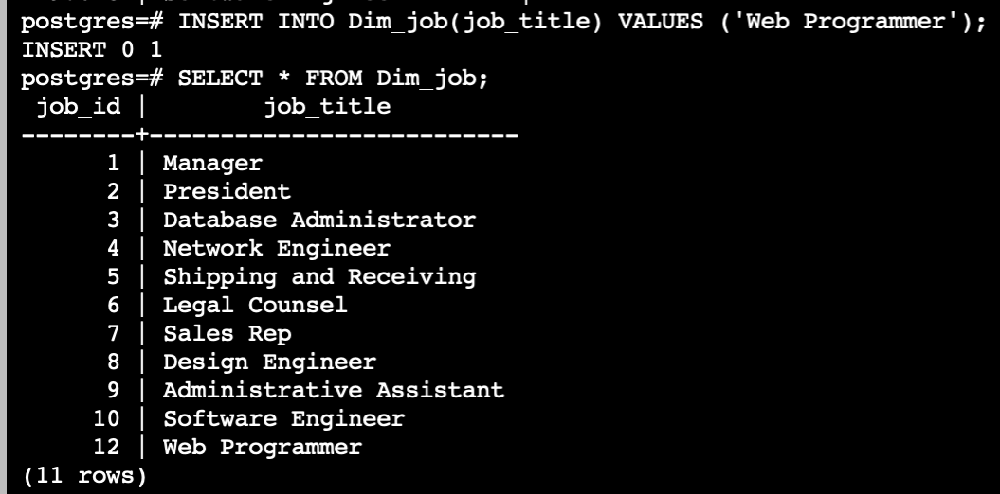 postgres=# INSERT INTO Dim_job(job_title) VALUES ('Web Programmer');
INSERT 0 1
postgres=# SELECT * FROM Dim_job;
 job_id |        job_title
--------+--------------------------
      1 | Manager
      2 | President
      3 | Database Administrator
      4 | Network Engineer
      5 | Shipping and Receiving
      6 | Legal Counsel
      7 | Sales Rep
      8 | Design Engineer
      9 | Administrative Assistant
     10 | Software Engineer
     12 | Web Programmer
(11 rows)